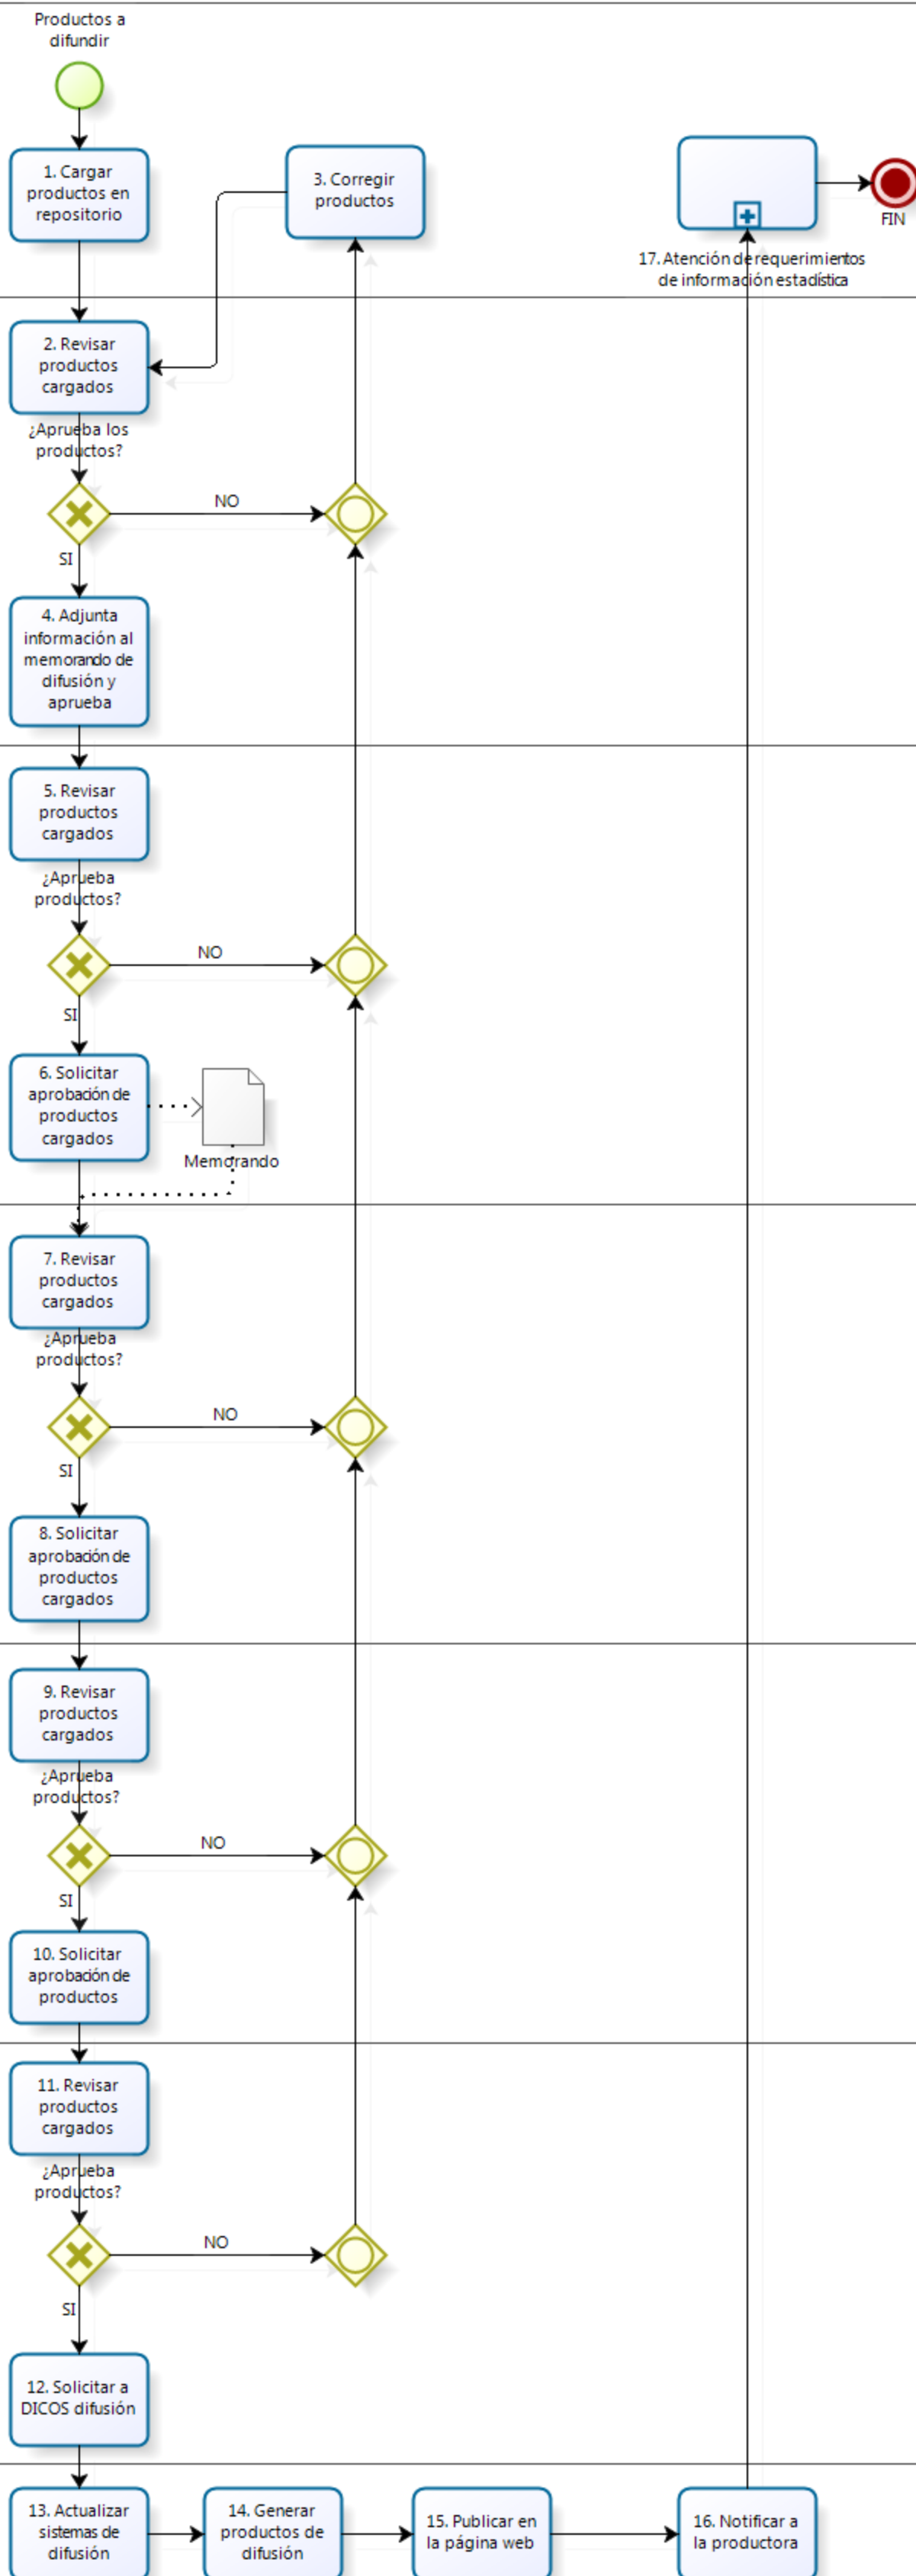 Productos a
difundir
1. Cargar
productos en
repositorio
3. Corregir
productos
FIN
17. Atención de requerimientos
de información estadística
2. Revisar
productos
cargados
¿Aprueba los
productos?
NO
SI
4. Adjunta
información al
memorando de
difusión y
aprueba
5. Revisar
productos
cargados
¿Aprueba
productos?
NO
SI
6. Solicitar
aprobación de
productos
cargados
Memorando
7. Revisar
productos
cargados
¿Aprueba
productos?
NO
SI
8. Solicitar
aprobación de
productos
cargados
9. Revisar
productos
cargados
¿Aprueba
productos?
NO
SI
10. Solicitar
aprobación de
productos
11. Revisar
productos
cargados
¿Aprueba
productos?
NO
SI
12. Solicitar a
DICOS difusión
13. Actualizar
sistemas de
difusión
14. Generar
productos de
difusión
15. Publicar en
la página web
16. Notificar a
la productora